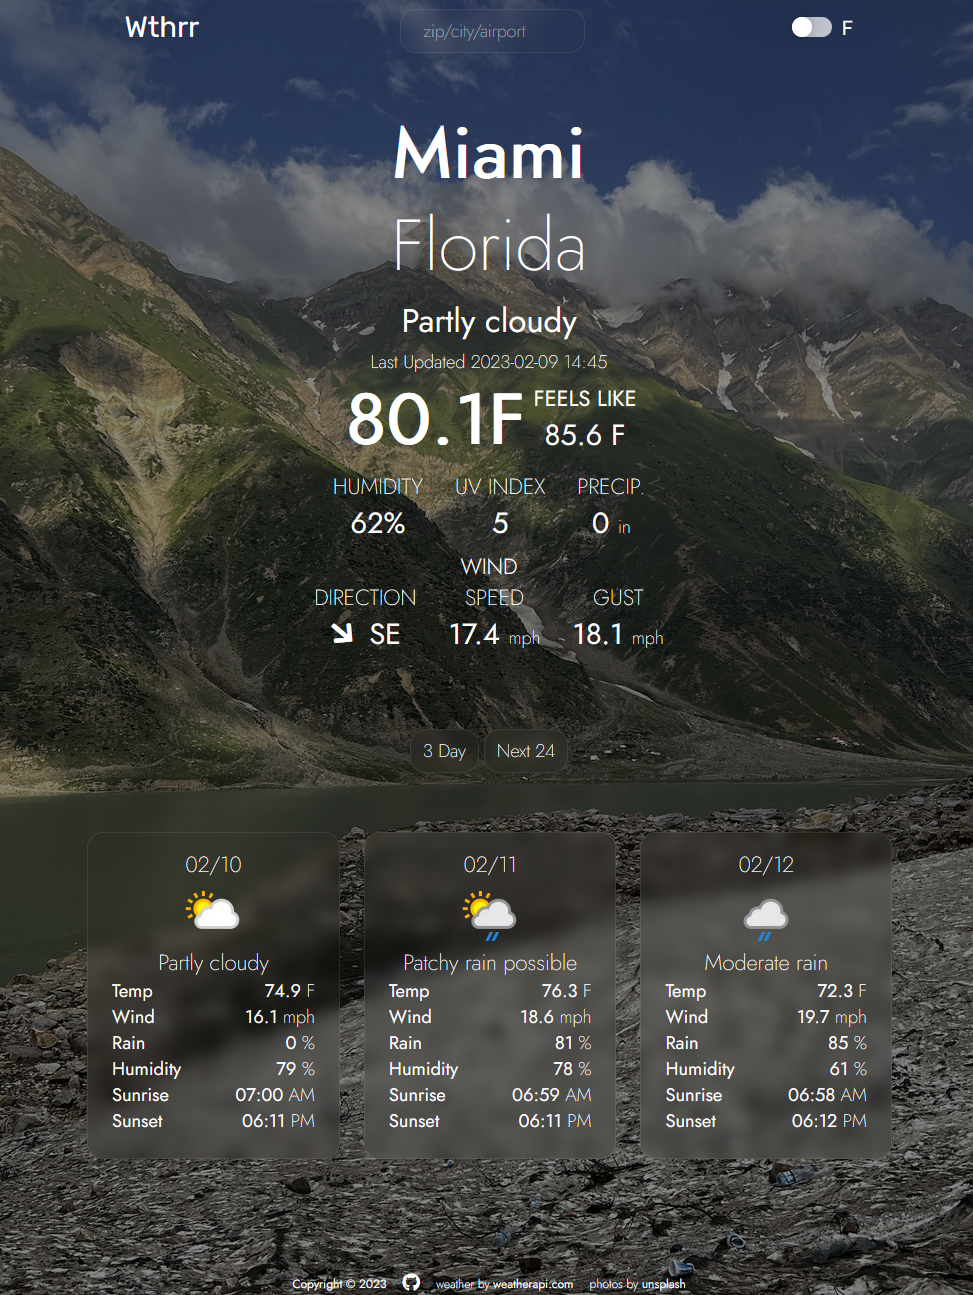 Wthrr
zip/city/airport
F
Miami
Florida
Partly cloudy
Last Updated 2023-02-09 14:45
80.1F
FEELS LIKE
85.6 F
HUMIDITY UV INDEX PRECIP.
62% 5 0 in
WIND
DIRECTION SPEED GUST
SE 17.4 mph 18.1 mph
3 Day Next 24
02/10
Partly cloudy
Temp 74.9 F
Wind 16.1 mph
Rain 0 %
Humidity 79 %
Sunrise 07:00 AM
Sunset 06:11 PM
02/11
Patchy rain possible
Temp 76.3 F
Wind 18.6 mph
Rain 81 %
Humidity 78 %
Sunrise 06:59 AM
Sunset 06:11 PM
02/12
Moderate rain
Temp 72.3 F
Wind 19.7 mph
Rain 85 %
Humidity 61 %
Sunrise 06:58 AM
Sunset 06:12 PM
Copyright © 2023 weather by weatherapi.com photos by unsplash